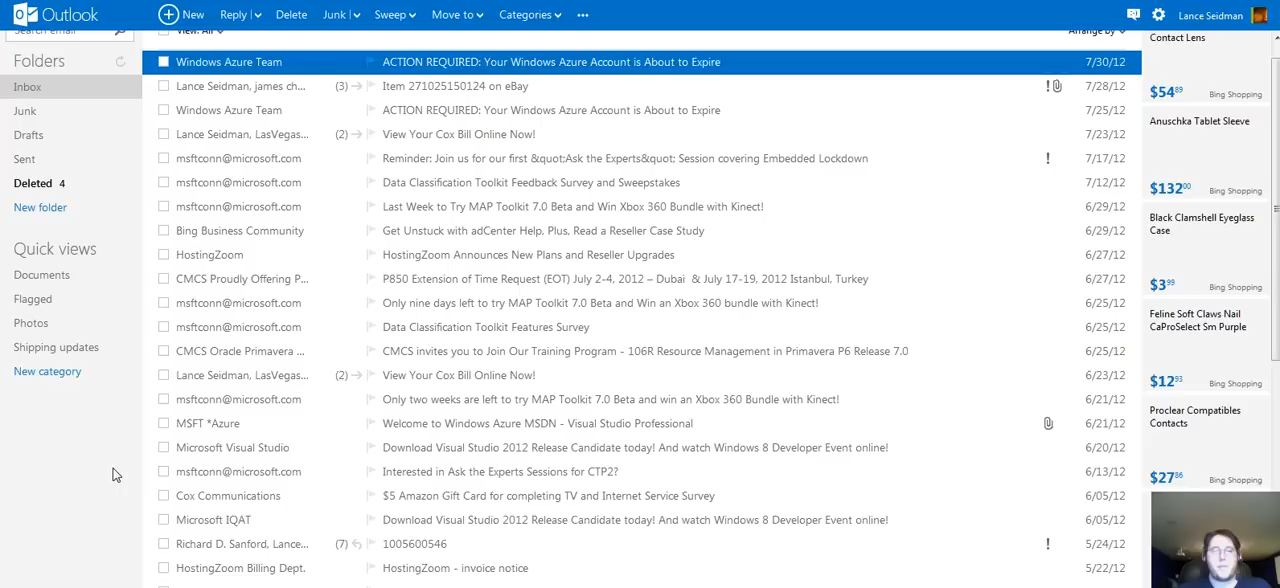 Outlook New Reply Delete Junk Sweep Move to Categories ••• Lance Seidman
Search email View: All Arrange by
Folders
Inbox
Junk
Drafts
Sent
Deleted 4
New folder
Quick views
Documents
Flagged
Photos
Shipping updates
New category
Windows Azure Team ACTION REQUIRED: Your Windows Azure Account is About to Expire 7/30/12
Lance Seidman, james ch... (3) Item 271025150124 on eBay ! 7/28/12
Windows Azure Team ACTION REQUIRED: Your Windows Azure Account is About to Expire 7/25/12
Lance Seidman, LasVegas... (2) View Your Cox Bill Online Now! 7/23/12
msftconn@microsoft.com Reminder: Join us for our first &quot;Ask the Experts&quot; Session covering Embedded Lockdown ! 7/17/12
msftconn@microsoft.com Data Classification Toolkit Feedback Survey and Sweepstakes 7/12/12
msftconn@microsoft.com Last Week to Try MAP Toolkit 7.0 Beta and Win Xbox 360 Bundle with Kinect! 6/29/12
Bing Business Community Get Unstuck with adCenter Help, Plus, Read a Reseller Case Study 6/29/12
HostingZoom HostingZoom Announces New Plans and Reseller Upgrades 6/27/12
CMCS Proudly Offering P... P850 Extension of Time Request (EOT) July 2-4, 2012 – Dubai & July 17-19, 2012 Istanbul, Turkey 6/27/12
msftconn@microsoft.com Only nine days left to try MAP Toolkit 7.0 Beta and Win an Xbox 360 bundle with Kinect! 6/25/12
msftconn@microsoft.com Data Classification Toolkit Features Survey 6/25/12
CMCS Oracle Primavera ... CMCS invites you to Join Our Training Program - 106R Resource Management in Primavera P6 Release 7.0 6/25/12
Lance Seidman, LasVegas... (2) View Your Cox Bill Online Now! 6/23/12
msftconn@microsoft.com Only two weeks are left to try MAP Toolkit 7.0 Beta and win an Xbox 360 bundle with Kinect! 6/21/12
MSFT *Azure Welcome to Windows Azure MSDN - Visual Studio Professional 6/21/12
Microsoft Visual Studio Download Visual Studio 2012 Release Candidate today! And watch Windows 8 Developer Event online! 6/20/12
msftconn@microsoft.com Interested in Ask the Experts Sessions for CTP2? 6/13/12
Cox Communications $5 Amazon Gift Card for completing TV and Internet Service Survey 6/05/12
Microsoft IQAT Download Visual Studio 2012 Release Candidate today! And watch Windows 8 Developer Event online! 6/05/12
Richard D. Sanford, Lance... (7) 1005600546 ! 5/24/12
HostingZoom Billing Dept. HostingZoom - invoice notice 5/22/12
Contact Lens
$54 89 Bing Shopping
Anuschka Tablet Sleeve
$132 00 Bing Shopping
Black Clamshell Eyeglass
Case
$3 99 Bing Shopping
Feline Soft Claws Nail
CaProSelect Sm Purple
$12 93 Bing Shopping
Proclear Compatibles
Contacts
$27 86 Bing Shopping